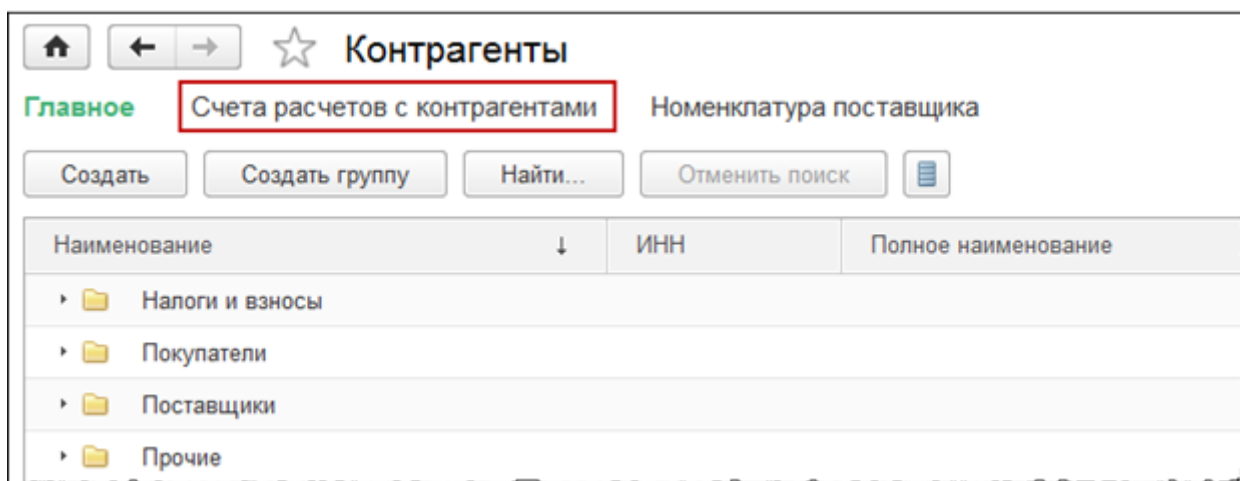 Контрагенты
Главное Счета расчетов с контрагентами Номенклатура поставщика
Создать Создать группу Найти... Отменить поиск
Наименование ↓ ИНН Полное наименование
Налоги и взносы
Покупатели
Поставщики
Прочие